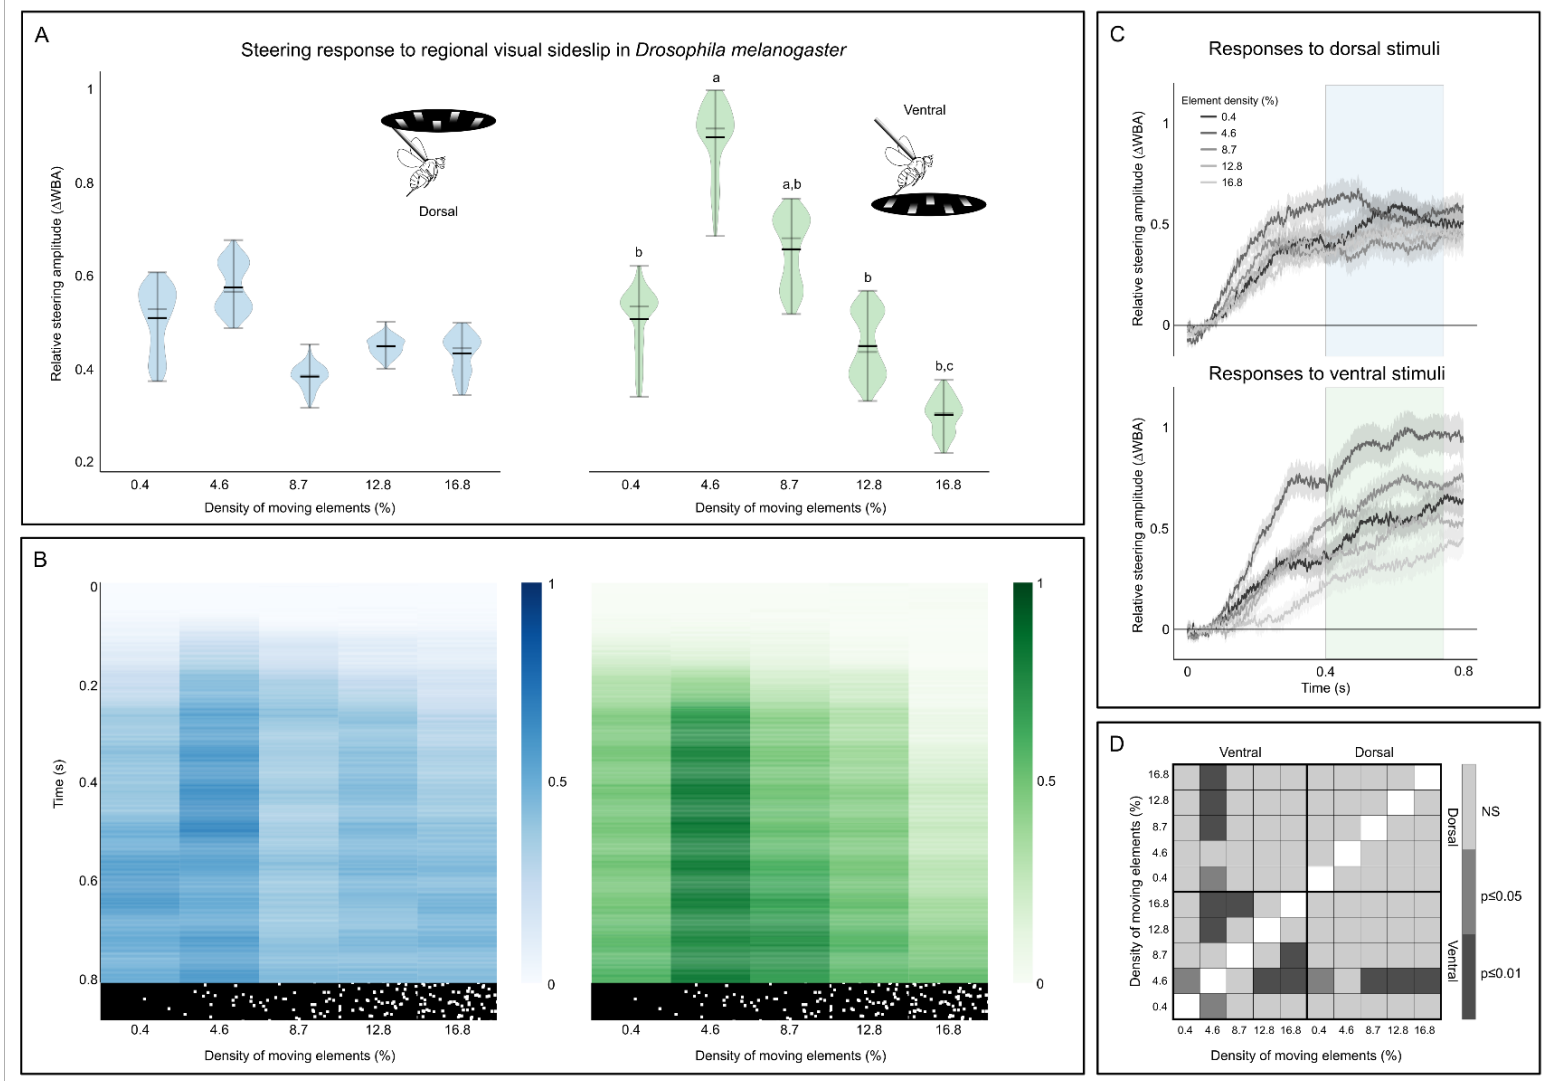 A
Steering response to regional visual sideslip in Drosophila melanogaster
Relative steering amplitude (ΔWBA)
1
0.8
0.6
0.4
0.2
Dorsal
0.4 4.6 8.7 12.8 16.8
Density of moving elements (%)
Ventral
b
a
a,b
b
b,c
0.4 4.6 8.7 12.8 16.8
Density of moving elements (%)
B
Time (s)
0
0.2
0.4
0.6
0.8
1
0.5
0
0.4 4.6 8.7 12.8 16.8
Density of moving elements (%)
1
0.5
0
0.4 4.6 8.7 12.8 16.8
Density of moving elements (%)
C
Responses to dorsal stimuli
Relative steering amplitude (ΔWBA)
Element density (%)
0.4
4.6
8.7
12.8
16.8
1
0.5
0
Responses to ventral stimuli
Relative steering amplitude (ΔWBA)
1
0.5
0
0 0.4 0.8
Time (s)
D
Ventral Dorsal
Density of moving elements (%)
16.8
12.8
8.7
4.6
0.4
16.8
12.8
8.7
4.6
0.4
Dorsal
Ventral
NS
p≤0.05
p≤0.01
0.4 4.6 8.7 12.8 16.8 0.4 4.6 8.7 12.8 16.8
Density of moving elements (%)